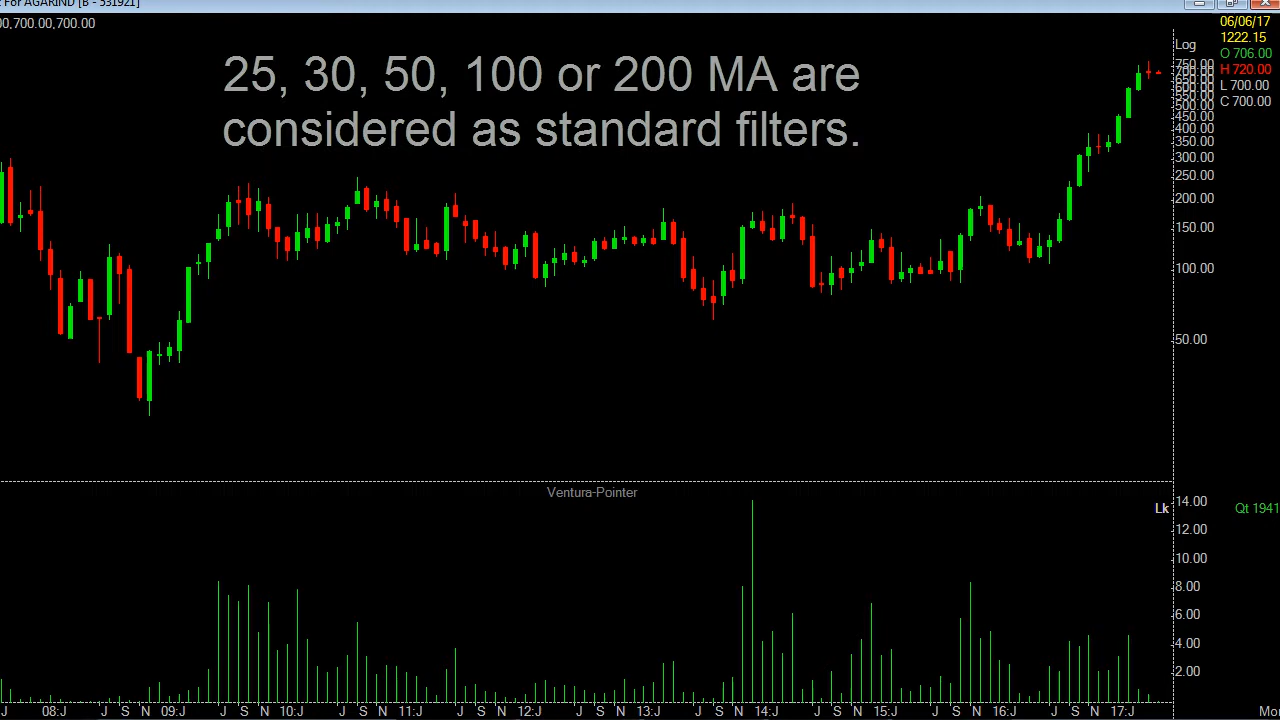 For AGARIND [B - 531921]
00,700.00,700.00
25, 30, 50, 100 or 200 MA are
considered as standard filters.
06/06/17
1222.15
O 706.00
H 720.00
L 700.00
C 700.00
Log
750.00
700.00
650.00
600.00
550.00
500.00
450.00
400.00
350.00
300.00
250.00
200.00
150.00
100.00
50.00
Ventura-Pointer
Lk
Qt 1941
14.00
12.00
10.00
8.00
6.00
4.00
2.00
J 08:J J S N 09:J J S N 10:J J S N 11:J J S N 12:J J S N 13:J J S N 14:J J S N 15:J J S N 16:J J S N 17:J Mo